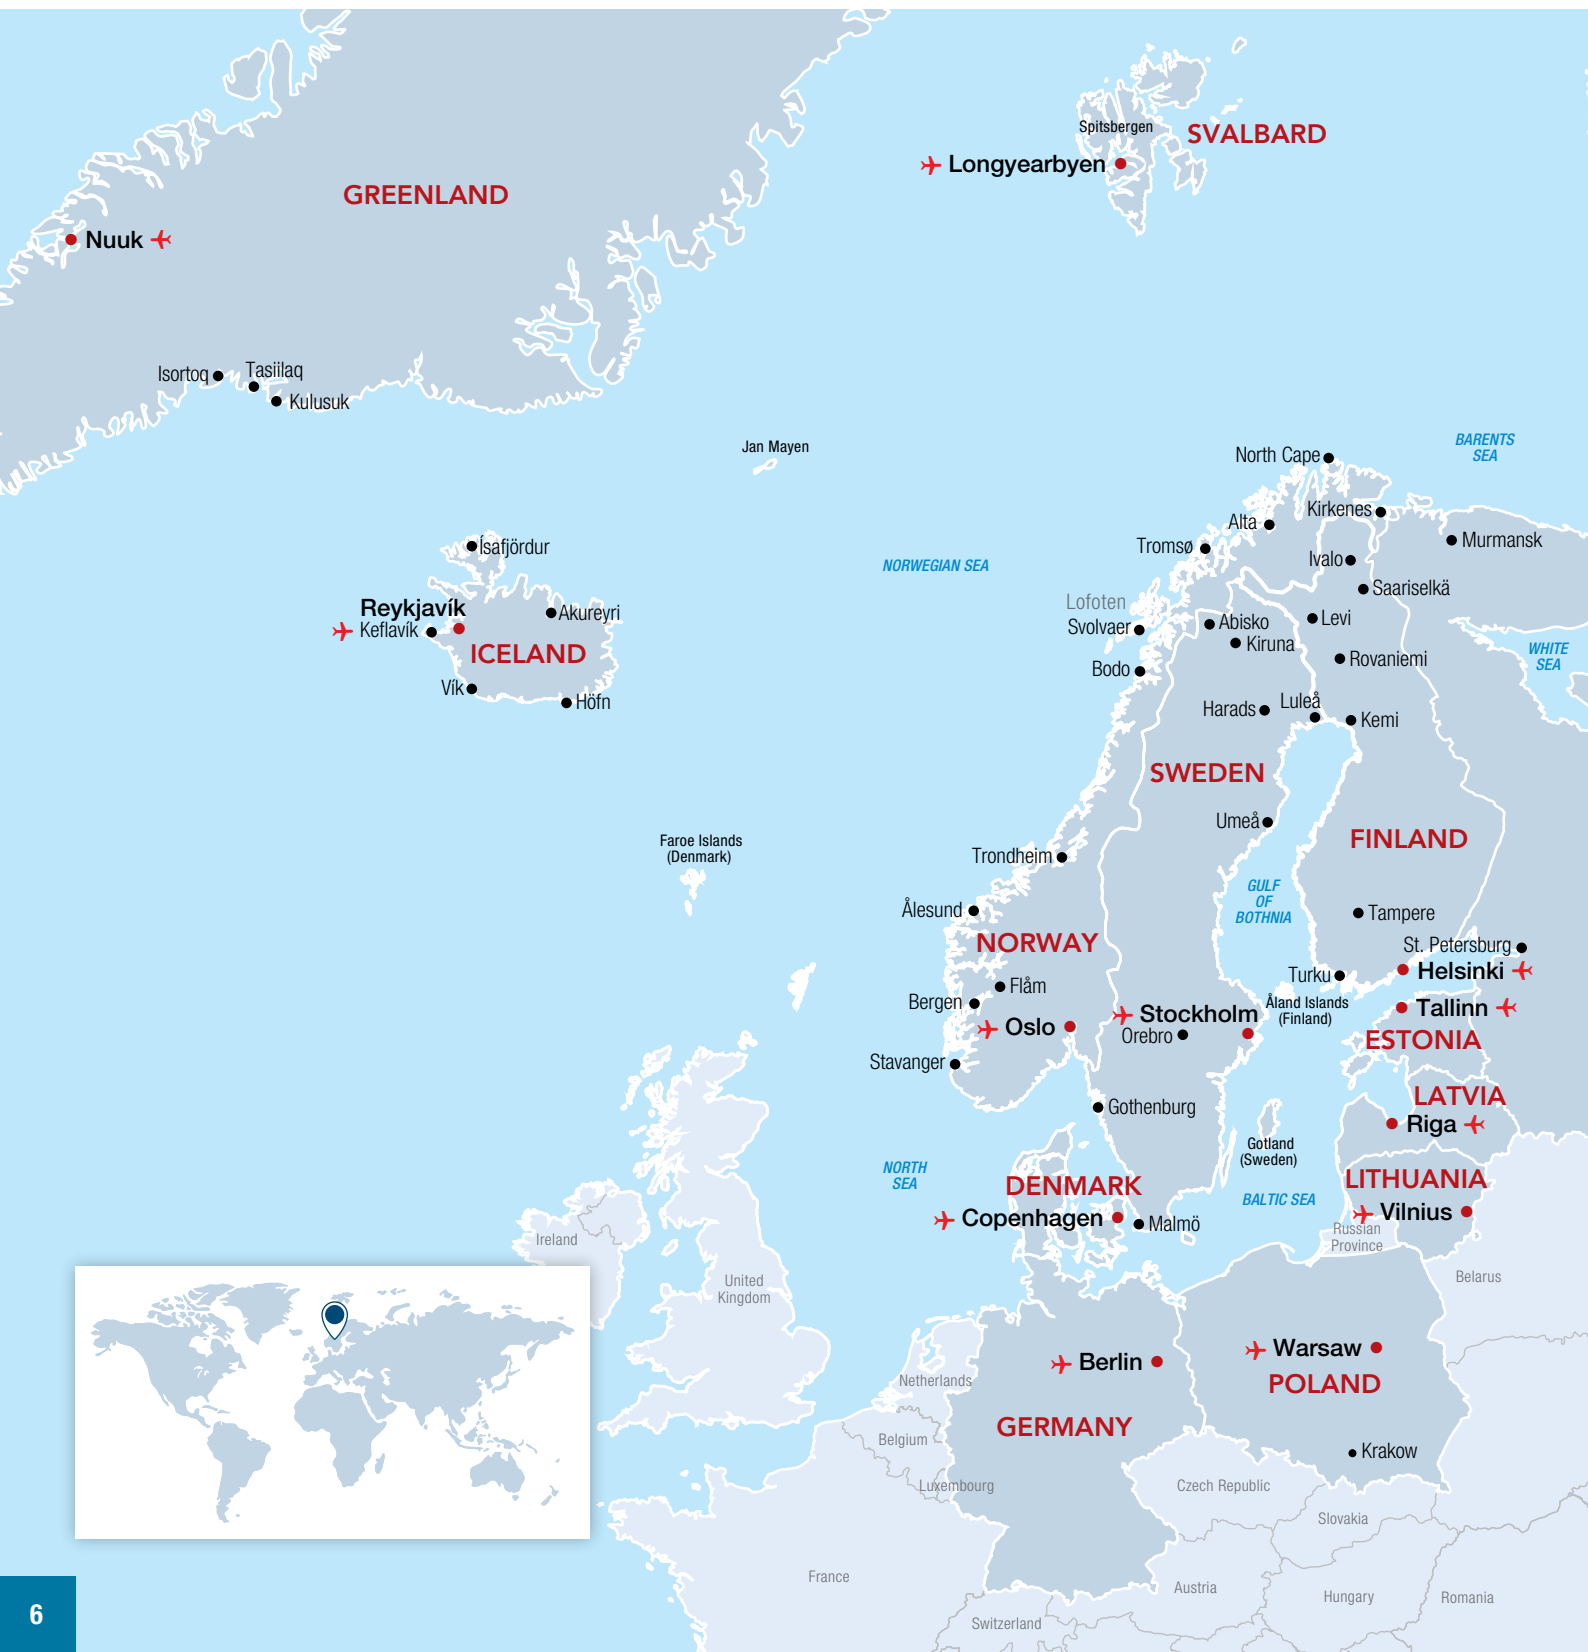 Spitsbergen
SVALBARD
Longyearbyen
GREENLAND
Nuuk
Isortoq
Tasiilaq
Kulusuk
Jan Mayen
BARENTS
SEA
North Cape
Kirkenes
Alta
Murmansk
Tromsø
Ivalo
Ísafjördur
NORWEGIAN SEA
Saariselkä
Lofoten
Reykjavík
Akureyri
Svolvaer
Abisko
Levi
Keflavík
Kiruna
ICELAND
WHITE
SEA
Rovaniemi
Bodo
Vík
Höfn
Harads
Luleå
Kemi
SWEDEN
Umeå
FINLAND
Faroe Islands
(Denmark)
Trondheim
GULF
OF
BOTHNIA
Ålesund
Tampere
NORWAY
St. Petersburg
Helsinki
Turku
Flåm
Bergen
Åland Islands
(Finland)
Tallinn
Stockholm
Oslo
Orebro
ESTONIA
Stavanger
LATVIA
Gothenburg
Riga
Gotland
(Sweden)
NORTH
SEA
LITHUANIA
DENMARK
BALTIC SEA
Vilnius
Copenhagen
Malmö
Russian
Province
Ireland
Belarus
United
Kingdom
Warsaw
Berlin
Netherlands
POLAND
GERMANY
Belgium
Krakow
Luxembourg
Czech Republic
Slovakia
France
Austria
Hungary
Romania
Switzerland
6